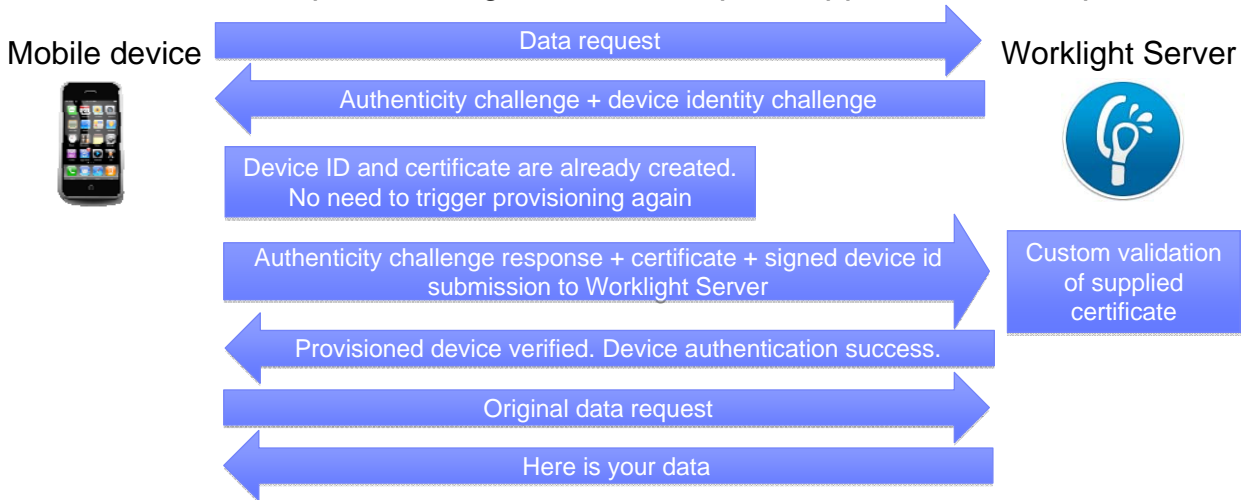 Mobile device
Data request
Worklight Server
Authenticity challenge + device identity challenge
Device ID and certificate are already created.
No need to trigger provisioning again
Authenticity challenge response + certificate + signed device id
submission to Worklight Server
Custom validation
of supplied
certificate
Provisioned device verified. Device authentication success.
Original data request
Here is your data